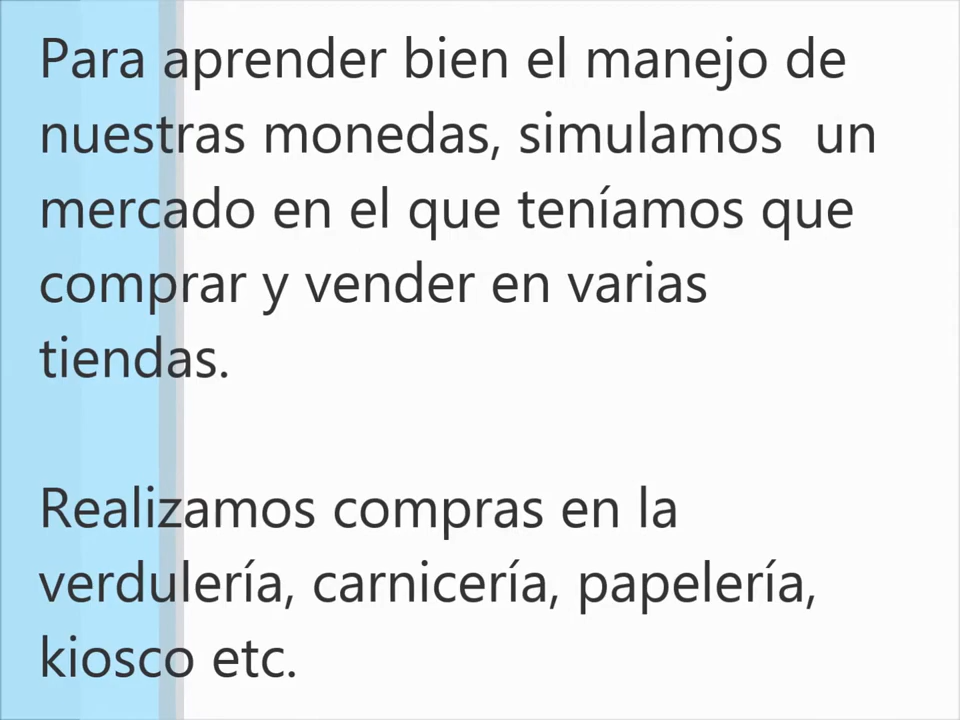 Para aprender bien el manejo de
nuestras monedas, simulamos  un
mercado en el que teníamos que
comprar y vender en varias
tiendas.
Realizamos compras en la
verdulería, carnicería, papelería,
kiosco etc.